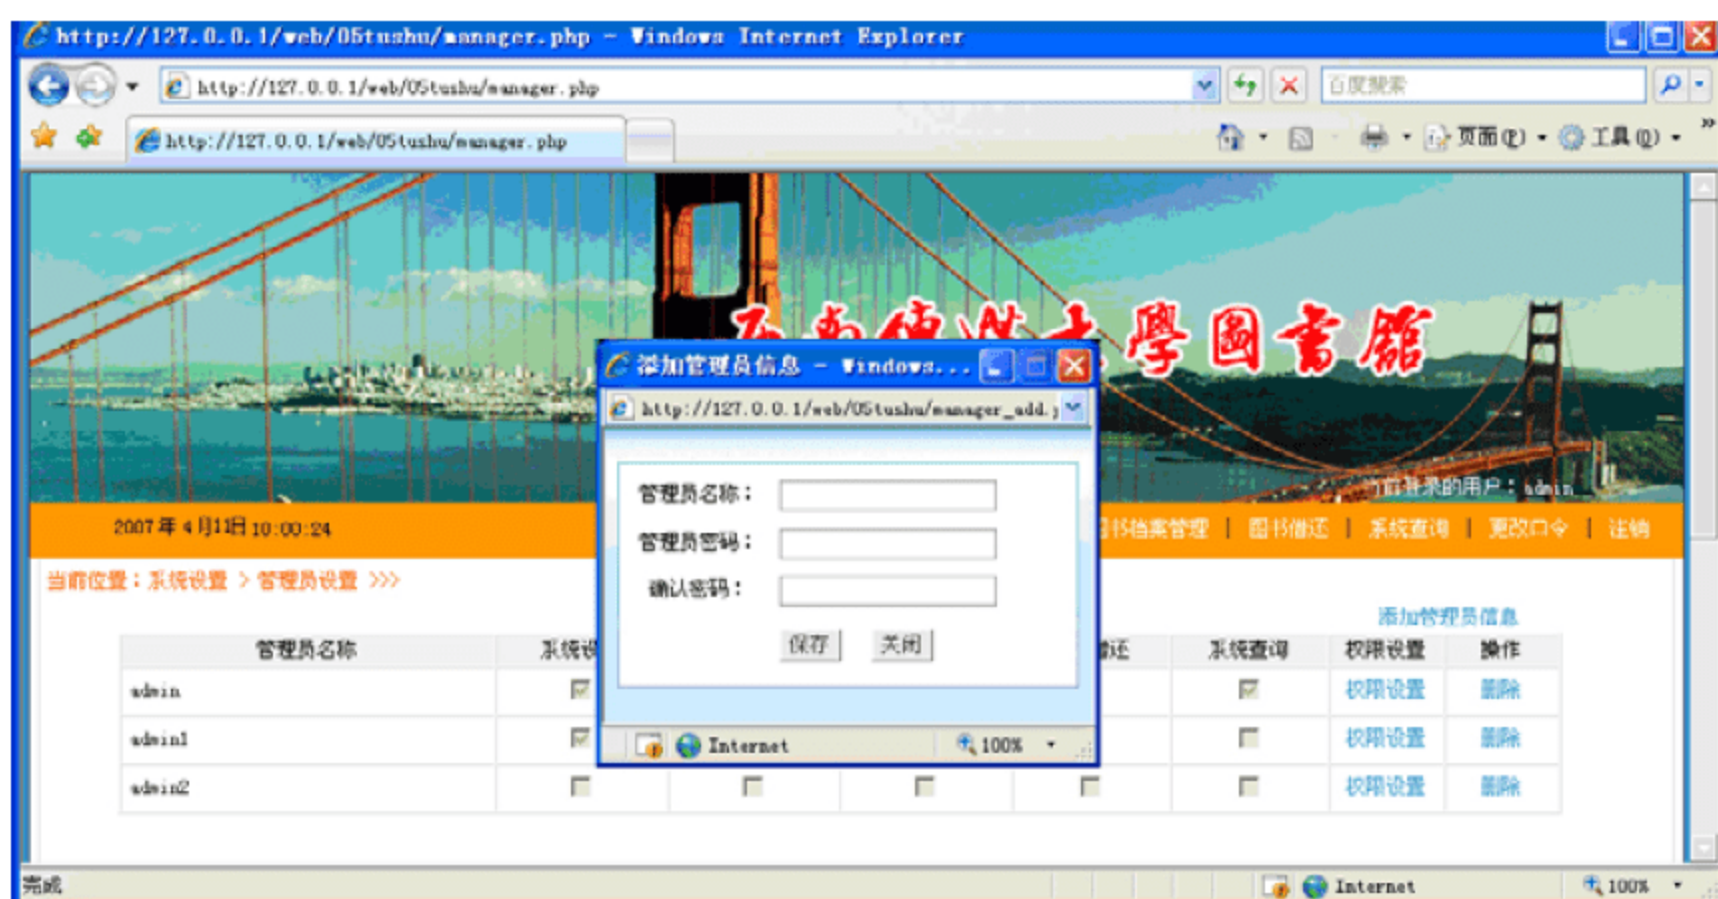 http://127.0.0.1/web/05tushu/manager.php - Windows Internet Explorer
http://127.0.0.1/web/05tushu/manager.php
百度搜索
http://127.0.0.1/web/05tushu/manager.php
页面(P)
工具(O)
»
大學圖書館
添加管理员信息 - Windows...
http://127.0.0.1/web/05tushu/manager_add.
管理员名称：
管理员密码：
确认密码：
保存 关闭
Internet 100%
当前登录的用户：admin
2007年4月11日 10:00:24
图书档案管理 | 图书借还 | 系统查询 | 更改口令 | 注销
当前位置：系统设置 > 管理员设置 >>>
添加管理员信息
管理员名称 系统设 借还 系统查询 权限设置 操作
admin 权限设置 删除
admin1 权限设置 删除
admin2 权限设置 删除
完成 Internet 100%